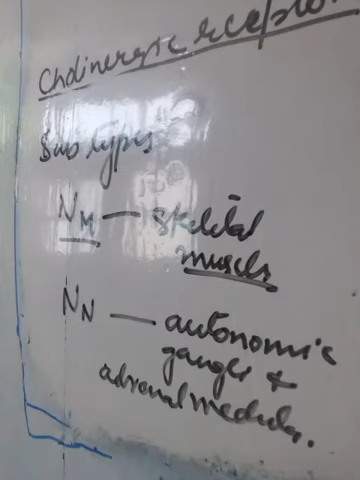 Cholinergic receptor
Sub types
NM — skeletal
muscles
NN — autonomic
ganglia &
adrenal medulla.